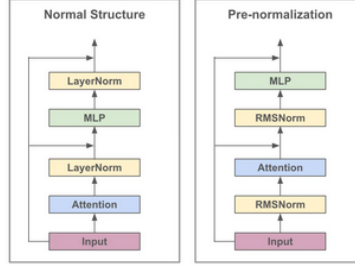 Normal Structure
LayerNorm
MLP
LayerNorm
Attention
Input
Pre-normalization
MLP
RMSNorm
Attention
RMSNorm
Input